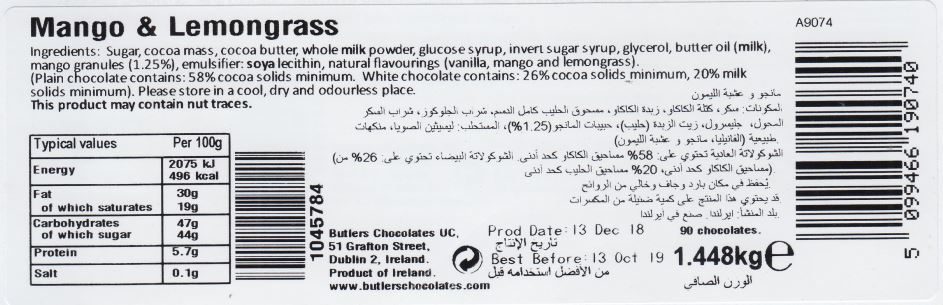 Mango & Lemongrass
A9074
Ingredients: Sugar, cocoa mass, cocoa butter, whole milk powder, glucose syrup, invert sugar syrup, glycerol, butter oil (milk),
mango granules (1.25%), emulsifier: soya lecithin, natural flavourings (vanilla, mango and lemongrass).
(Plain chocolate contains: 58% cocoa solids minimum. White chocolate contains: 26% cocoa solids minimum, 20% milk
solids minimum). Please store in a cool, dry and odourless place.
This product may contain nut traces.
مانجو و عشبة الليمون
المكونات: سكر، كتلة الكاكاو، زبدة الكاكاو، مسحوق الحليب كامل الدسم، شراب الجلوكوز، شراب السكر
المحول، جليسرول، زيت الزبدة (حليب)، حبيبات المانجو (1.25%)، المستحلب: ليسيثين الصويا، منكهات
طبيعية (الفانيليا، مانجو و عشبة الليمون).
الشوكولاتة العادية تحتوي على: 58% مساحيق الكاكاو كحد أدنى. الشوكولاتة البيضاء تحتوي على: 26% من)
(مساحيق الكاكاو كحد أدنى، 20% مساحيق الحليب كحد أدنى.
يُحفظ في مكان بارد وجاف وخالي من الروائح.
قد يحتوي هذا المنتج على كمية ضئيلة من المكسرات.
بلد المنشأ: ايرلندا. صنع في ايرلندا.
Typical values Per 100g
Energy 2075 kJ
496 kcal
Fat 30g
of which saturates 19g
Carbohydrates 47g
of which sugar 44g
Protein 5.7g
Salt 0.1g
1045784
Butlers Chocolates UC,
51 Grafton Street,
Dublin 2, Ireland.
Product of Ireland.
www.butlerschocolates.com
Prod Date: 13 Dec 18
تاريخ الإنتاج
Best Before: 13 Oct 19
من الأفضل استخدامه قبل
90 chocolates.
1.448kg℮
الوزن الصافي
5 099466 190740